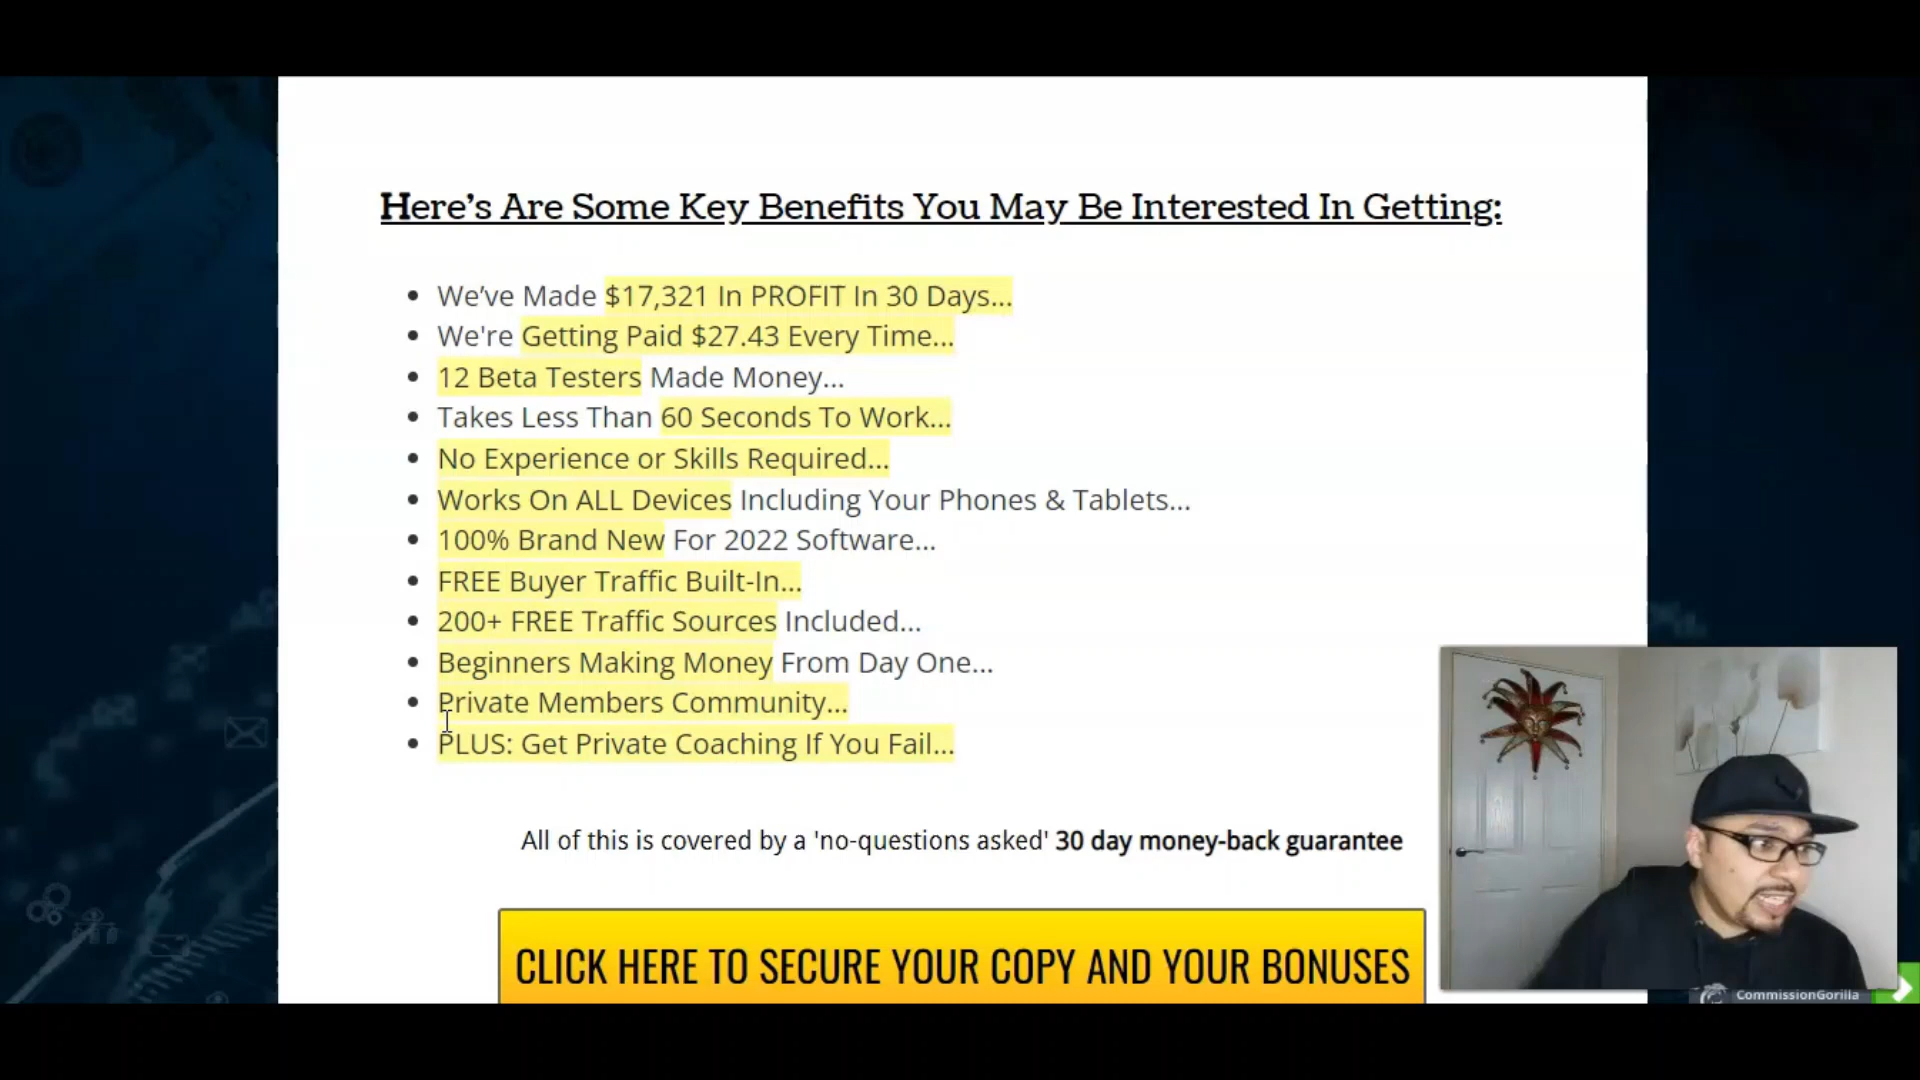 Here’s Are Some Key Benefits You May Be Interested In Getting:
We’ve Made $17,321 In PROFIT In 30 Days...
We're Getting Paid $27.43 Every Time...
12 Beta Testers Made Money...
Takes Less Than 60 Seconds To Work...
No Experience or Skills Required...
Works On ALL Devices Including Your Phones & Tablets...
100% Brand New For 2022 Software...
FREE Buyer Traffic Built-In...
200+ FREE Traffic Sources Included...
Beginners Making Money From Day One...
Private Members Community...
PLUS: Get Private Coaching If You Fail...
All of this is covered by a 'no-questions asked' 30 day money-back guarantee
CLICK HERE TO SECURE YOUR COPY AND YOUR BONUSES
CommissionGorilla